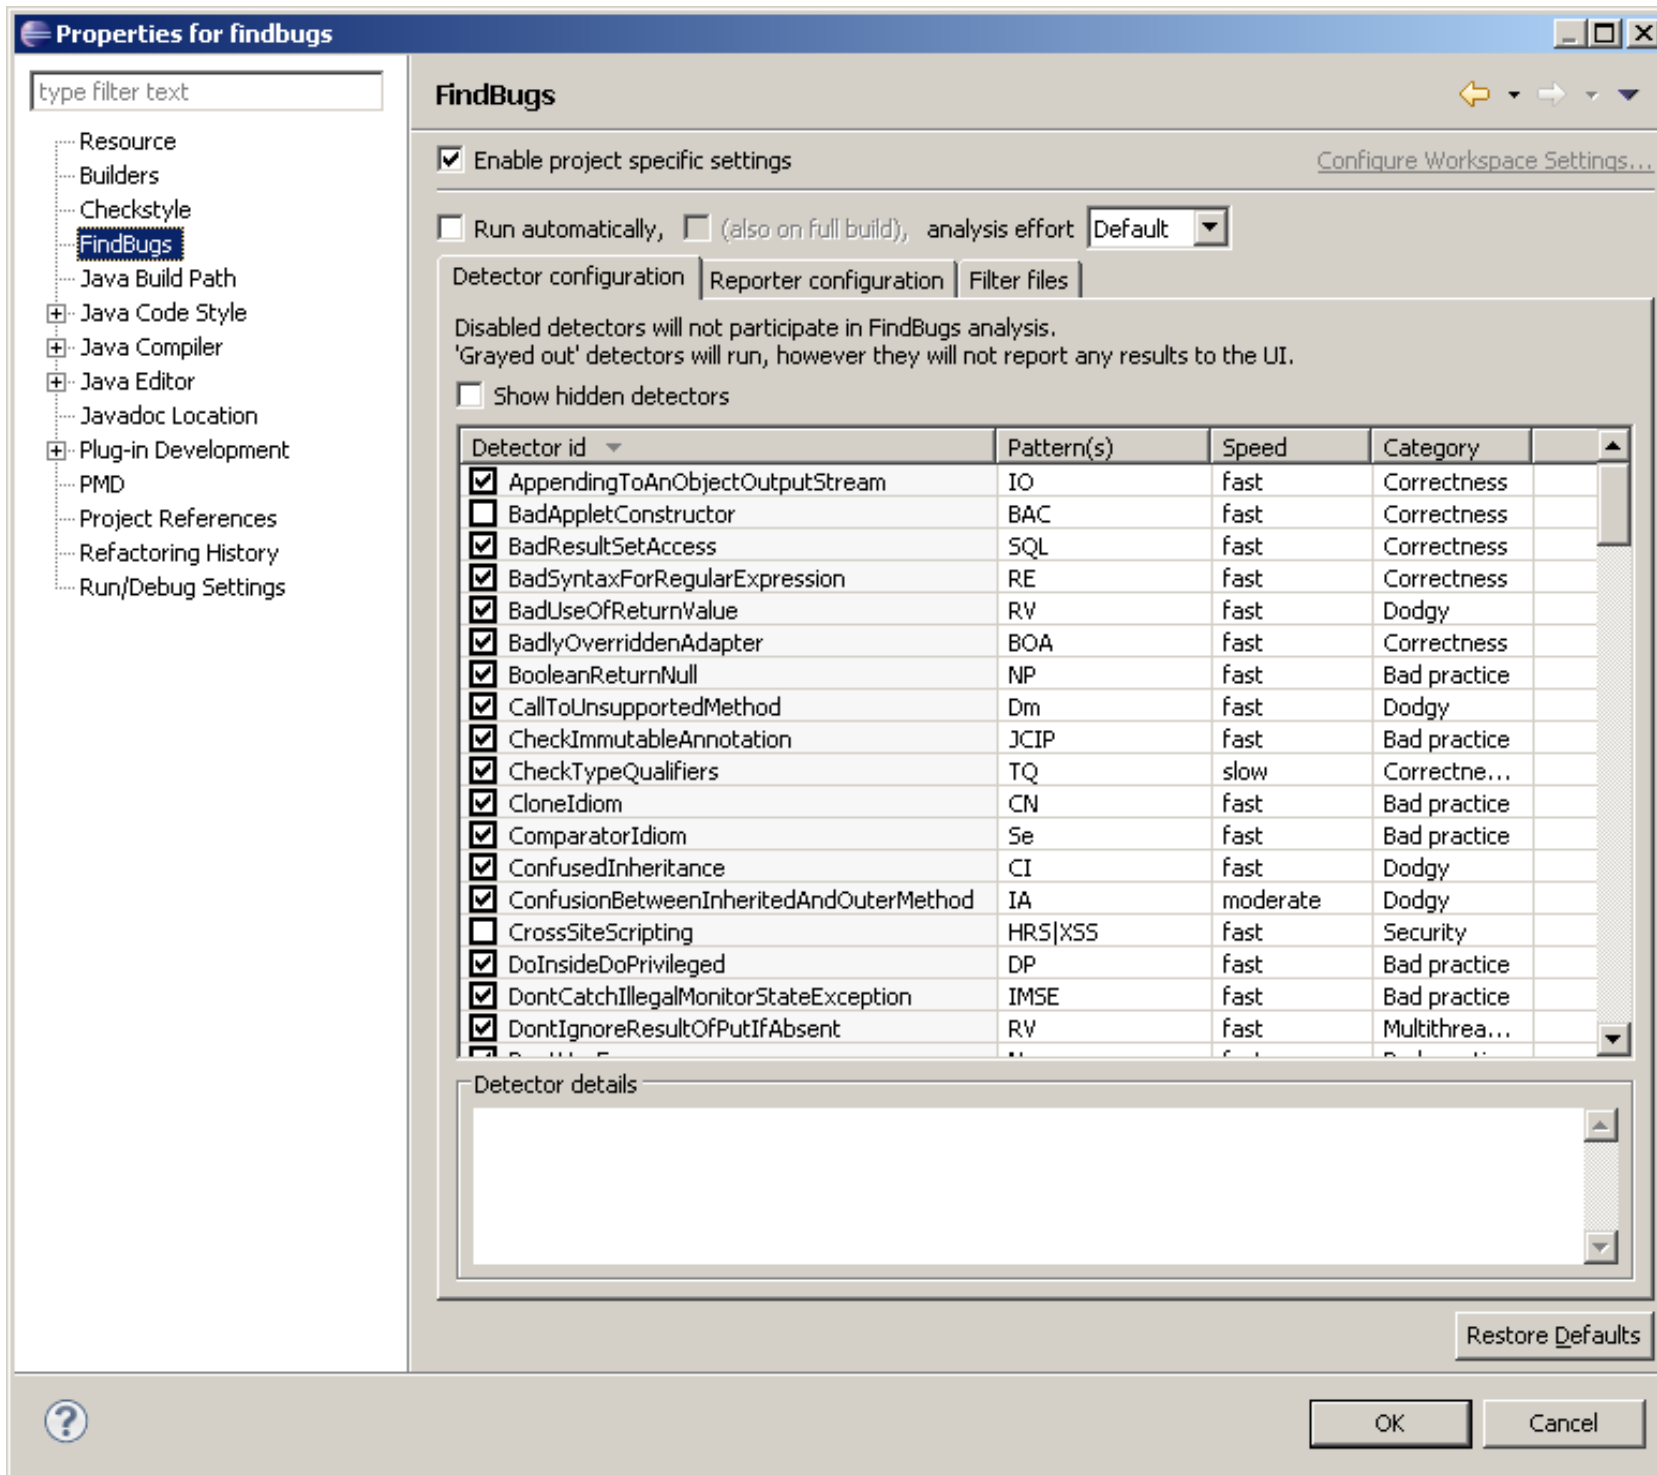 Properties for findbugs
type filter text
Resource
Builders
Checkstyle
FindBugs
Java Build Path
Java Code Style
Java Compiler
Java Editor
Javadoc Location
Plug-in Development
PMD
Project References
Refactoring History
Run/Debug Settings
FindBugs
Enable project specific settings Configure Workspace Settings...
Run automatically, (also on full build), analysis effort Default
Detector configuration Reporter configuration Filter files
Disabled detectors will not participate in FindBugs analysis.
'Grayed out' detectors will run, however they will not report any results to the UI.
Show hidden detectors
Detector id Pattern(s) Speed Category
AppendingToAnObjectOutputStream IO fast Correctness
BadAppletConstructor BAC fast Correctness
BadResultSetAccess SQL fast Correctness
BadSyntaxForRegularExpression RE fast Correctness
BadUseOfReturnValue RV fast Dodgy
BadlyOverriddenAdapter BOA fast Correctness
BooleanReturnNull NP fast Bad practice
CallToUnsupportedMethod Dm fast Dodgy
CheckImmutableAnnotation JCIP fast Bad practice
CheckTypeQualifiers TQ slow Correctne...
CloneIdiom CN fast Bad practice
ComparatorIdiom Se fast Bad practice
ConfusedInheritance CI fast Dodgy
ConfusionBetweenInheritedAndOuterMethod IA moderate Dodgy
CrossSiteScripting HRS|XSS fast Security
DoInsideDoPrivileged DP fast Bad practice
DontCatchIllegalMonitorStateException IMSE fast Bad practice
DontIgnoreResultOfPutIfAbsent RV fast Multithrea...
Detector details
Restore Defaults
OK Cancel